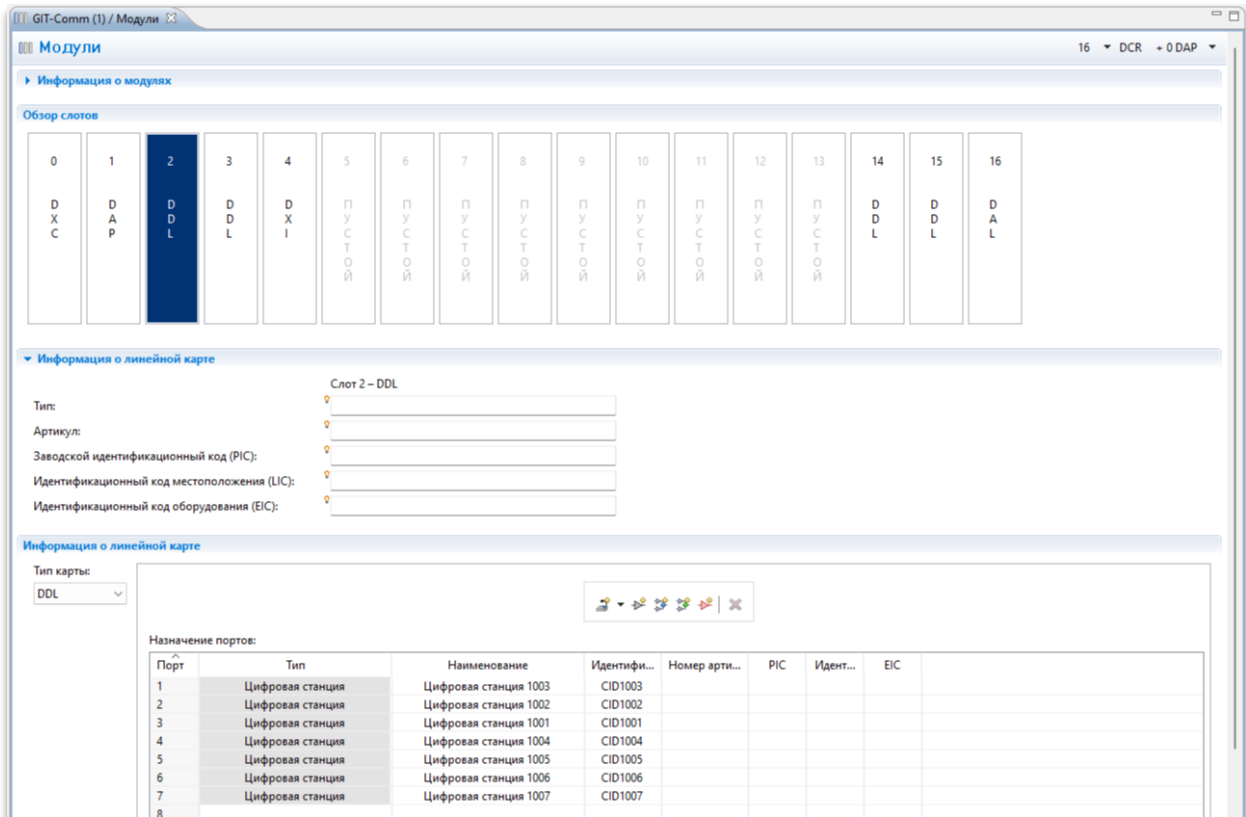 GIT-Comm (1) / Модули
Модули 16 DCR + 0 DAP
Информация о модулях
Обзор слотов
0 1 2 3 4 5 6 7 8 9 10 11 12 13 14 15 16
DXC DAP DDL DDL DXI ПУСТОЙ ПУСТОЙ ПУСТОЙ ПУСТОЙ ПУСТОЙ ПУСТОЙ ПУСТОЙ ПУСТОЙ ПУСТОЙ DDL DDL DAL
Информация о линейной карте
Слот 2 – DDL
Тип:
Артикул:
Заводской идентификационный код (PIC):
Идентификационный код местоположения (LIC):
Идентификационный код оборудования (EIC):
Информация о линейной карте
Тип карты:
DDL
Назначение портов:
Порт Тип Наименование Идентифи... Номер арти... PIC Идент... EIC
1 Цифровая станция Цифровая станция 1003 CID1003
2 Цифровая станция Цифровая станция 1002 CID1002
3 Цифровая станция Цифровая станция 1001 CID1001
4 Цифровая станция Цифровая станция 1004 CID1004
5 Цифровая станция Цифровая станция 1005 CID1005
6 Цифровая станция Цифровая станция 1006 CID1006
7 Цифровая станция Цифровая станция 1007 CID1007
8